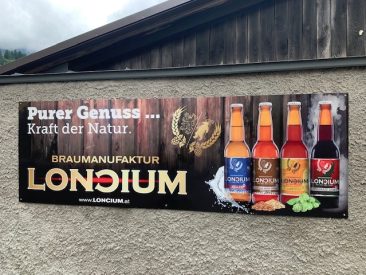 Purer Genuss ...
Kraft der Natur.
BRAUMANUFAKTUR
LONCIUM
www.LONCIUM.at